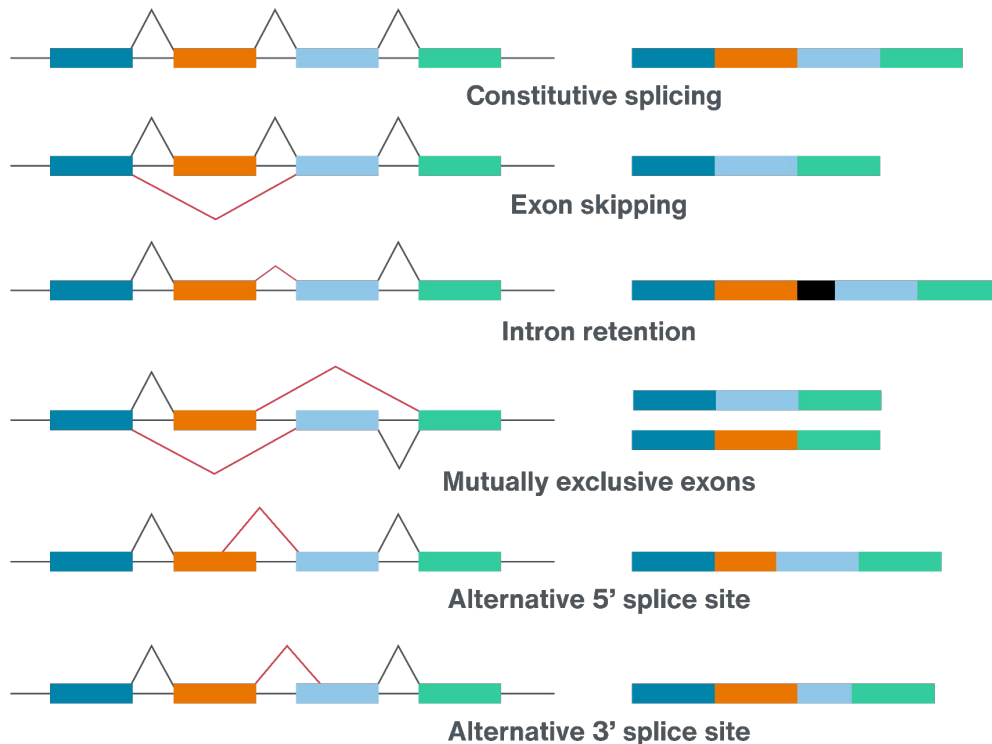 Constitutive splicing
Exon skipping
Intron retention
Mutually exclusive exons
Alternative 5’ splice site
Alternative 3’ splice site